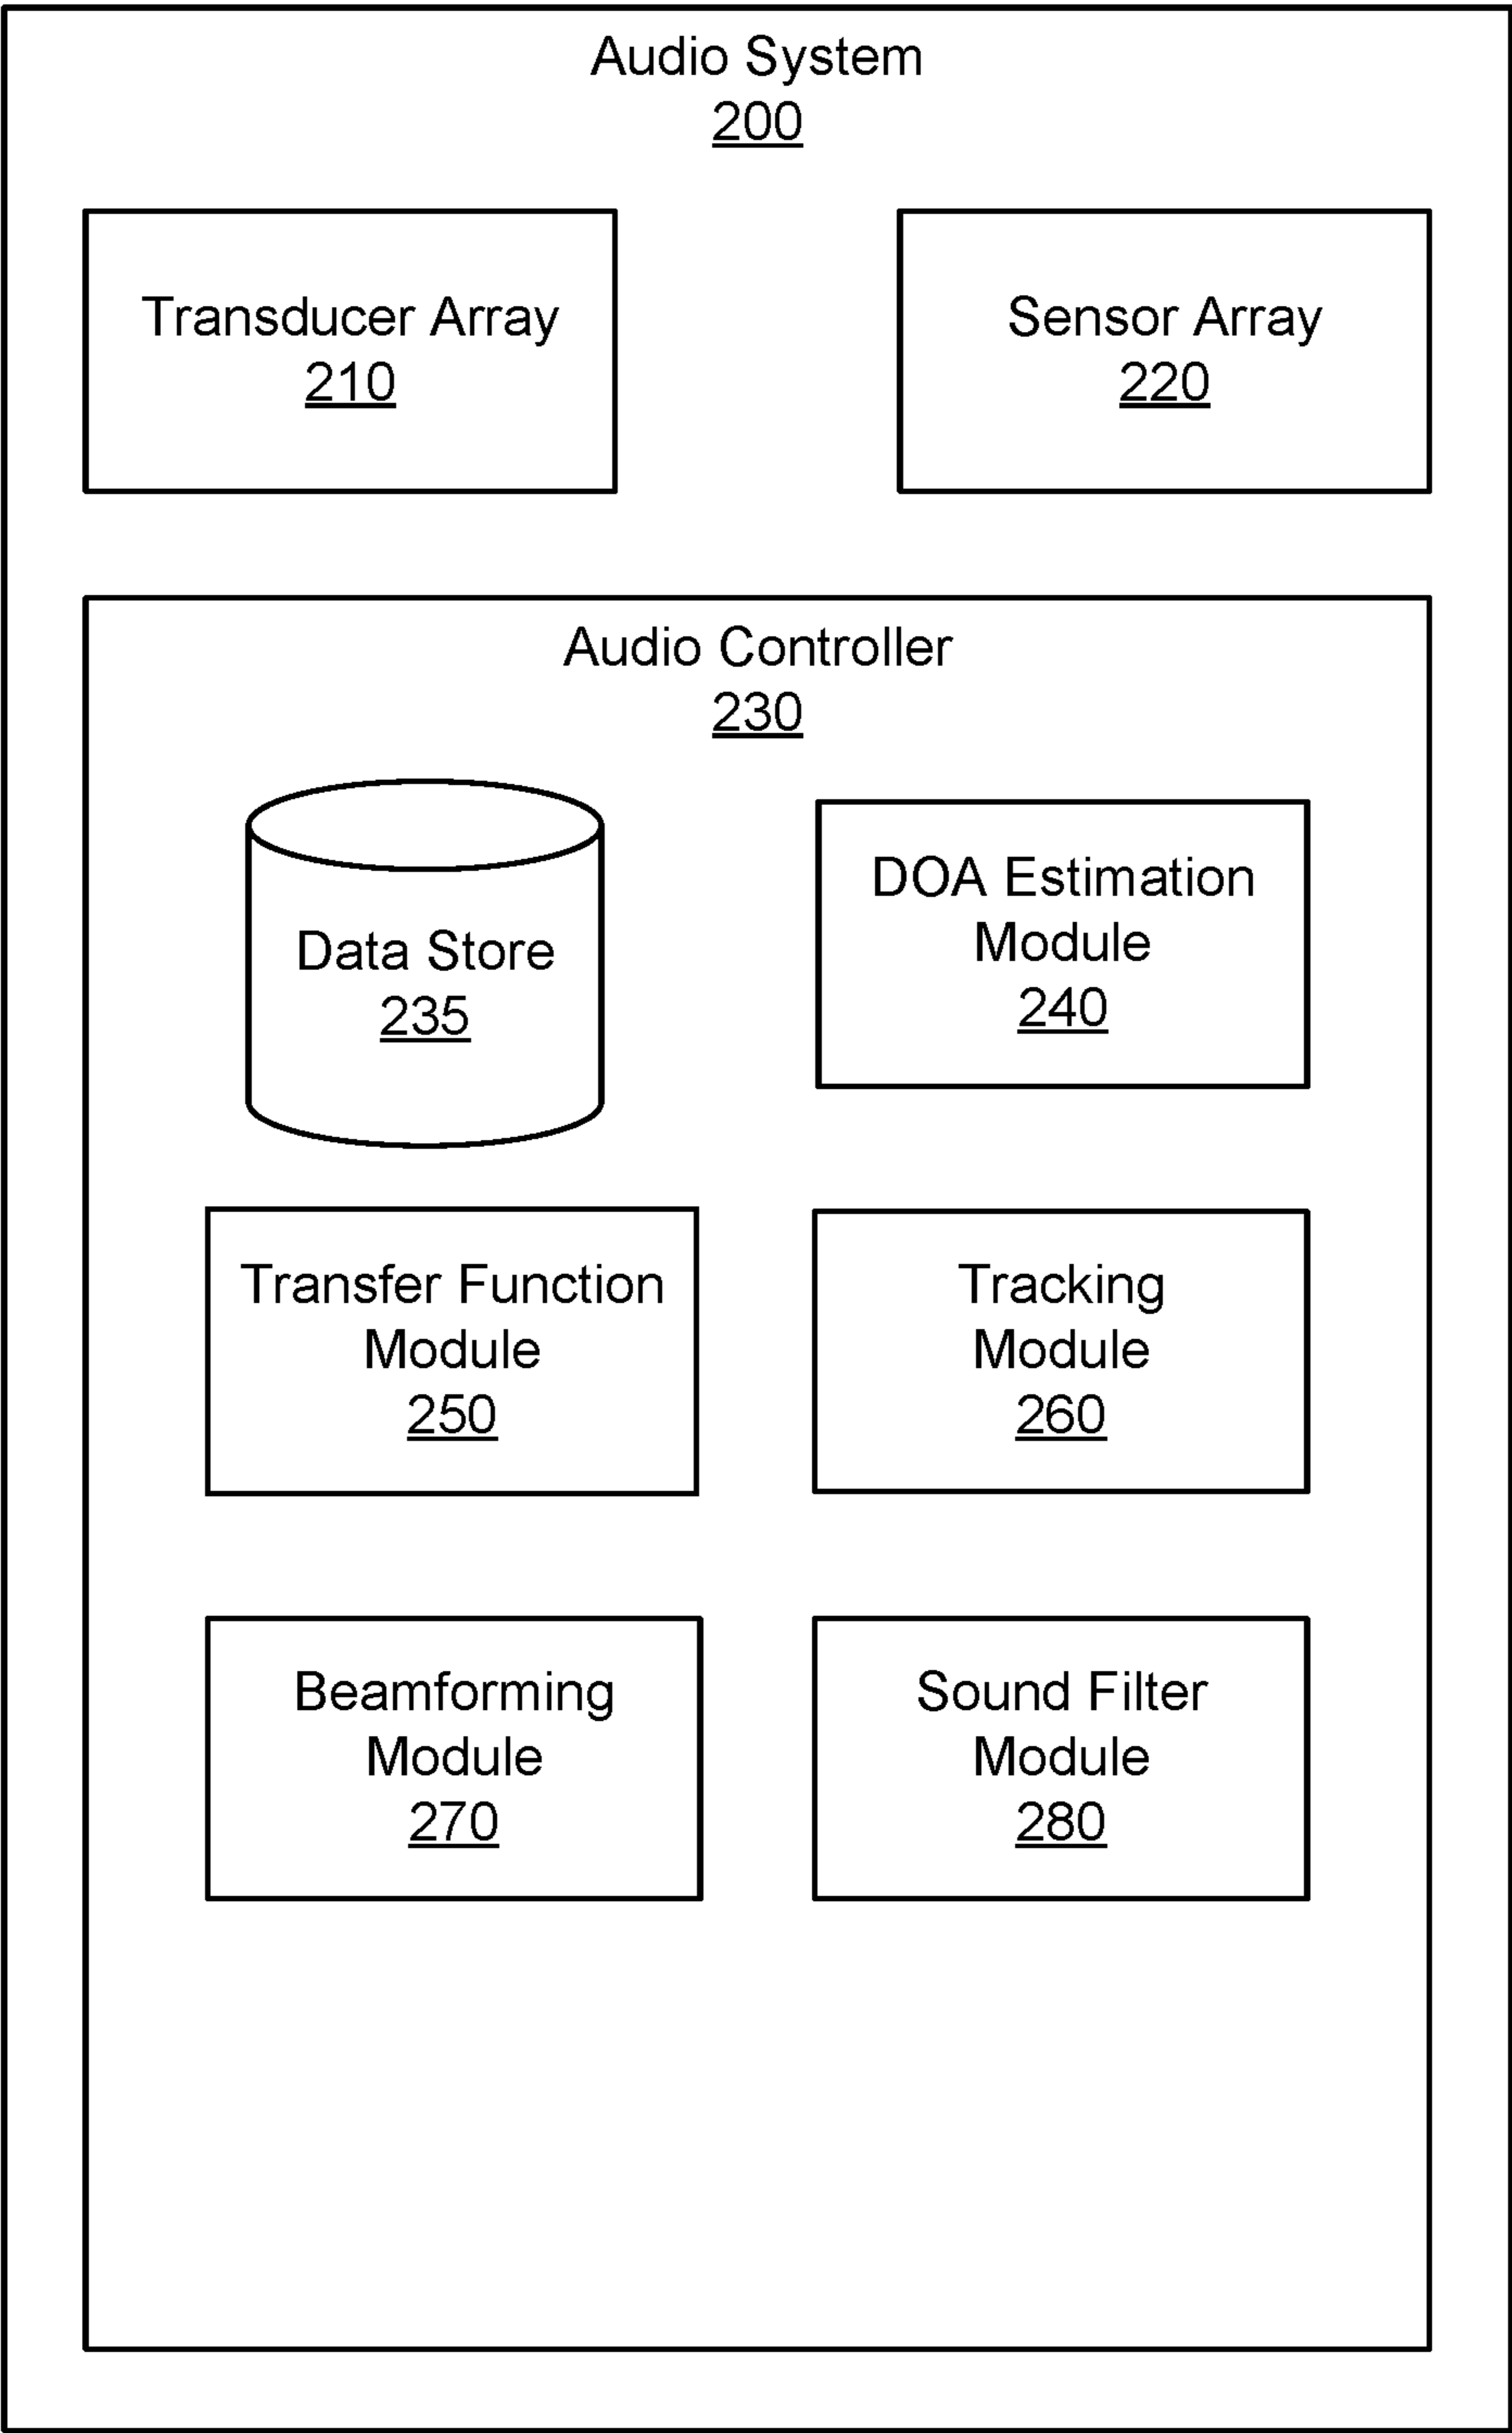 Audio System
200
Transducer Array
210
Sensor Array
220
Audio Controller
230
Data Store
235
DOA Estimation
Module
240
Transfer Function
Module
250
Tracking
Module
260
Beamforming
Module
270
Sound Filter
Module
280